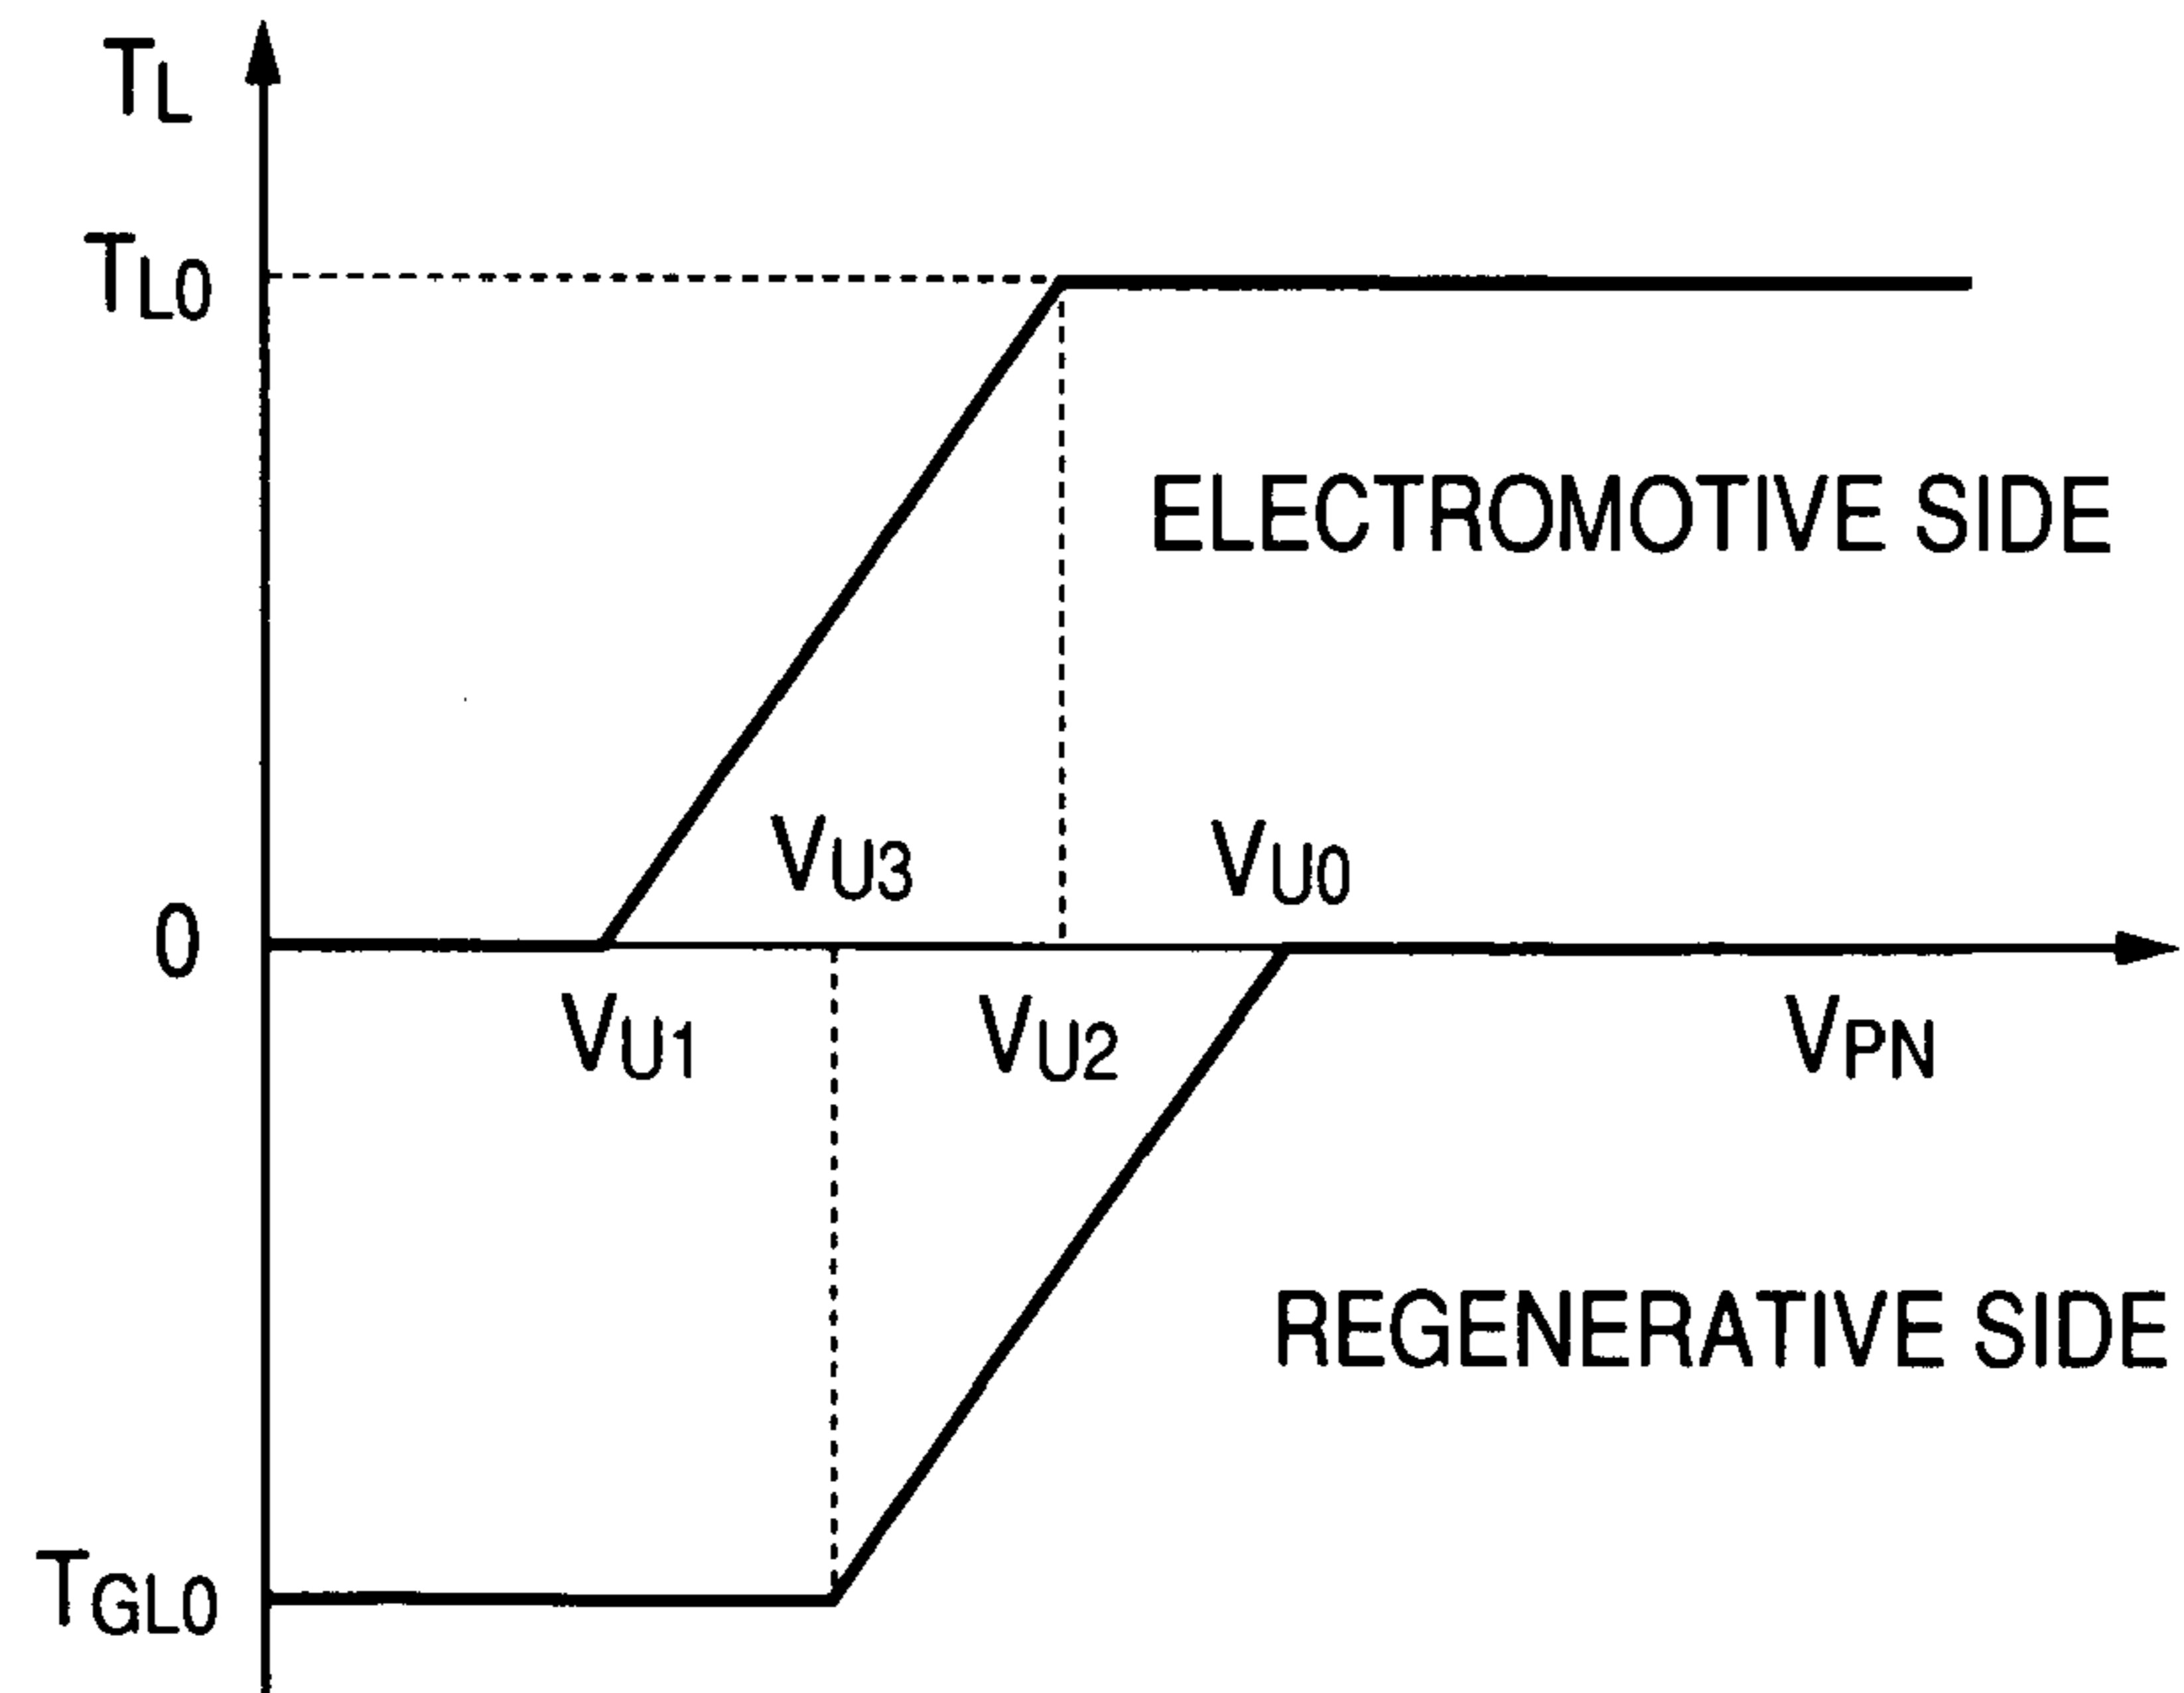 TL
TL0
ELECTROMOTIVE SIDE
VU3
VU0
0
VU1
VU2
VPN
REGENERATIVE SIDE
TGL0